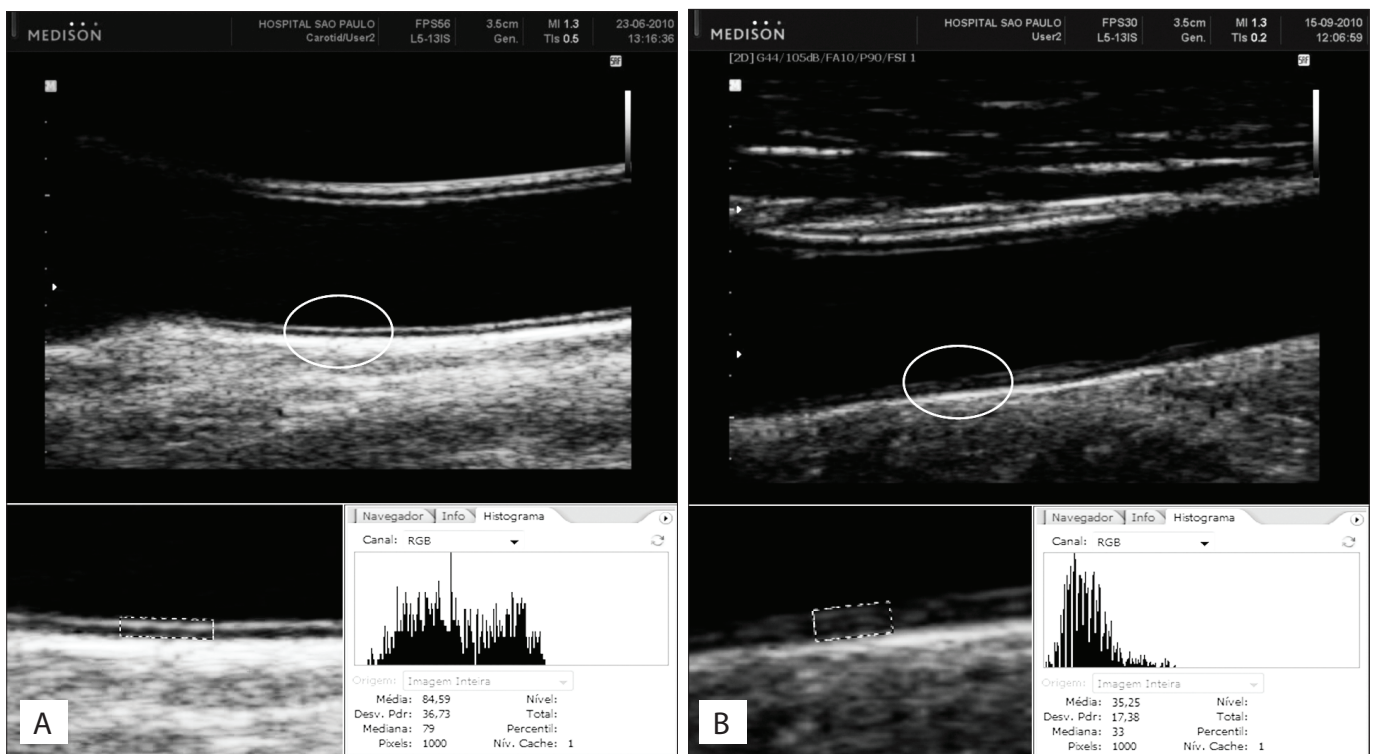 MEDISON
HOSPITAL SAO PAULO
Carotid/User2
FPS56
L5-13IS
3.5cm
Gen.
MI 1.3
TIs 0.5
23-06-2010
13:16:36
Navegador Info Histograma
Canal: RGB
Origem: Imagem Inteira
Média: 84,59 Nível:
Desv. Pdr: 36,73 Total:
Mediana: 79 Percentil:
Pixels: 1000 Nív. Cache: 1
A
MEDISON
HOSPITAL SAO PAULO
User2
FPS30
L5-13IS
3.5cm
Gen.
MI 1.3
TIs 0.2
15-09-2010
12:06:59
[2D] G44/105dB/FA10/P90/FSI 1
Navegador Info Histograma
Canal: RGB
Origem: Imagem Inteira
Média: 35,25 Nível:
Desv. Pdr: 17,38 Total:
Mediana: 33 Percentil:
Pixels: 1000 Nív. Cache: 1
B